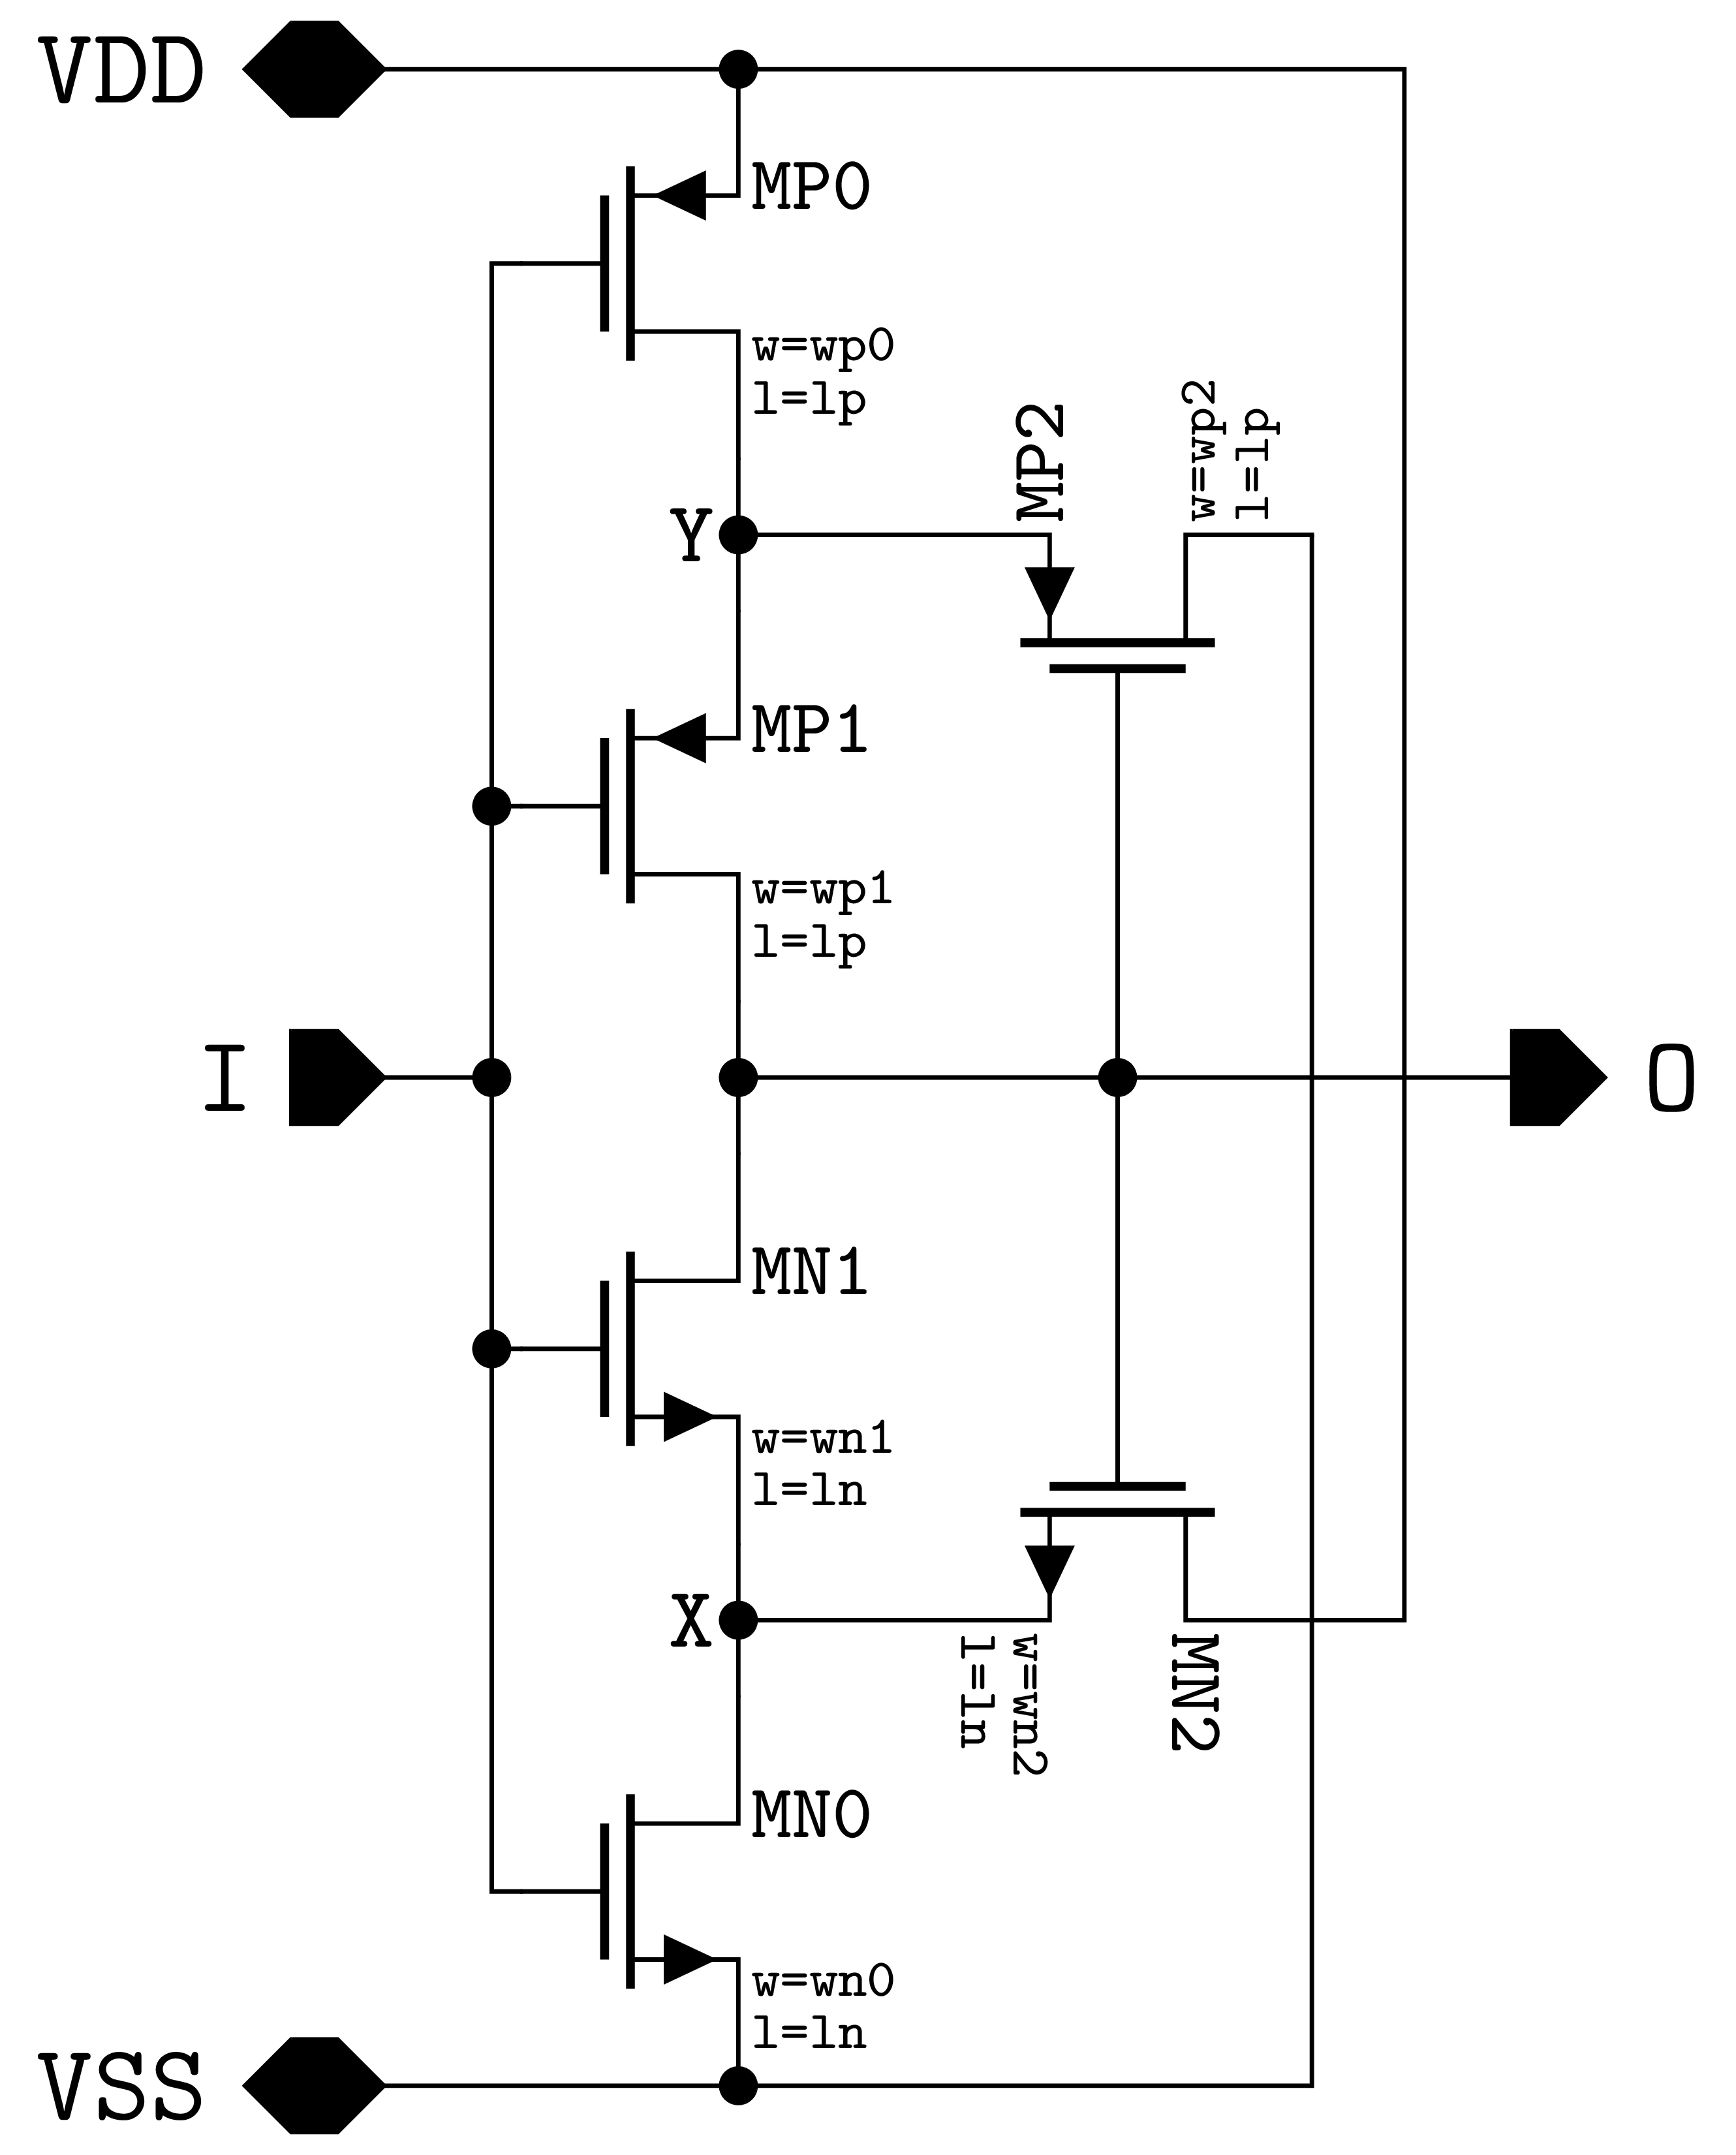 VDD
MP0
w=wp0
l=lp
MP2
w=wp2
l=lp
Y
MP1
w=wp1
l=lp
I
O
MN1
w=wn1
l=ln
X
MN2
w=wn2
l=ln
MN0
w=wn0
l=ln
VSS